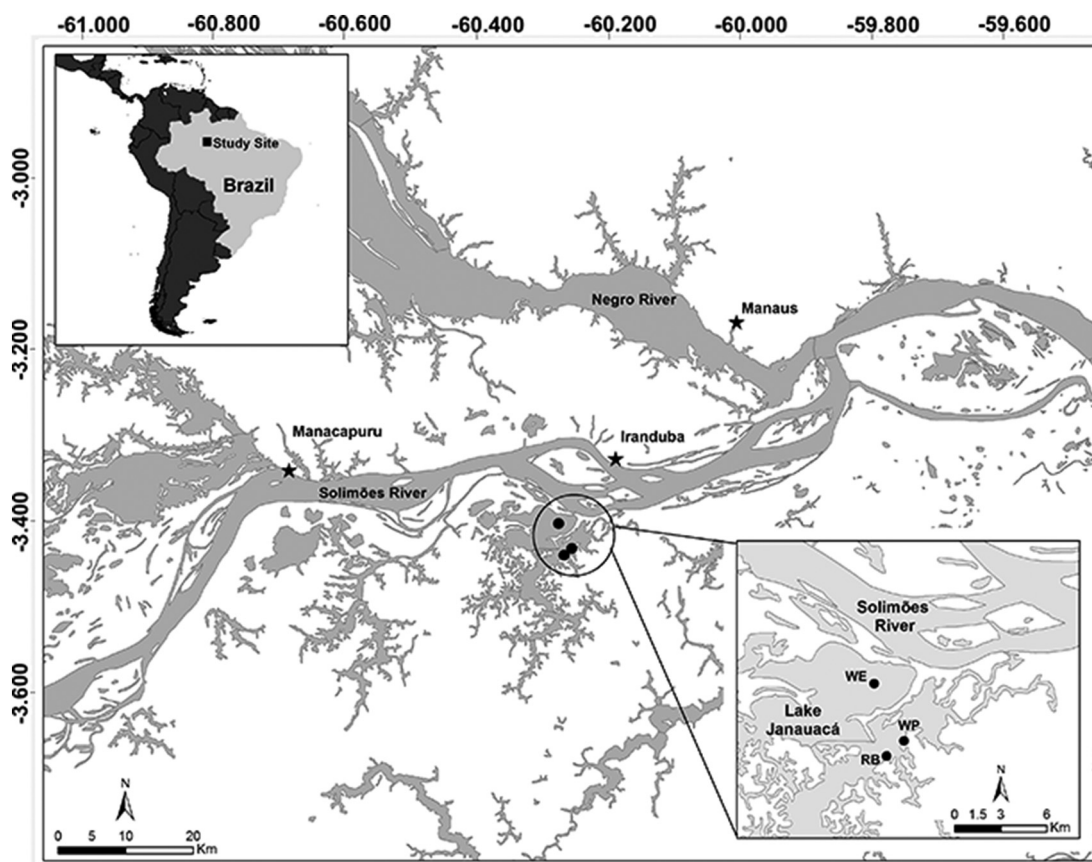 -61.000 -60.800 -60.600 -60.400 -60.200 -60.000 -59.800 -59.600
-3.000
-3.200
-3.400
-3.600
Study Site
Brazil
Negro River
Manaus
Manacapuru
Iranduba
Solimões River
Solimões
River
WE
Lake
Janauacá
WP
RB
N
0 5 10 20
Km
N
0 1.5 3 6
Km